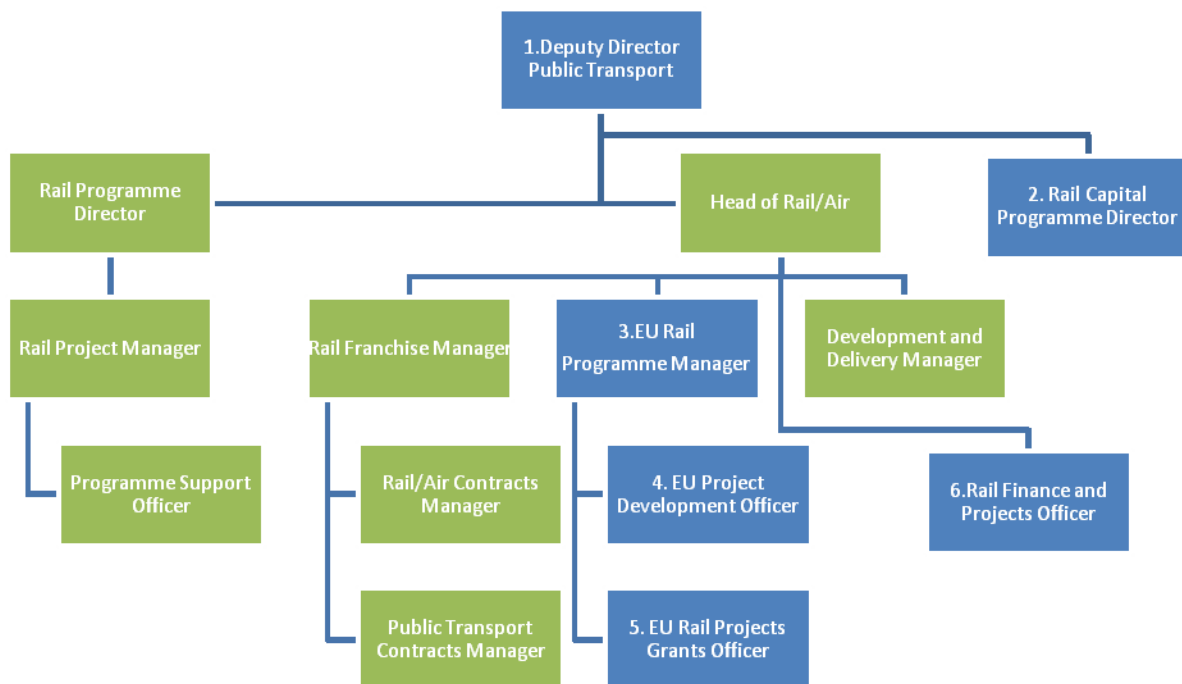 1.Deputy Director
Public Transport
Rail Programme
Director
Head of Rail/Air
2. Rail Capital
Programme Director
Rail Project Manager
Rail Franchise Manager
3.EU Rail
Programme Manager
Development and
Delivery Manager
Programme Support
Officer
Rail/Air Contracts
Manager
4. EU Project
Development Officer
6.Rail Finance and
Projects Officer
Public Transport
Contracts Manager
5. EU Rail Projects
Grants Officer